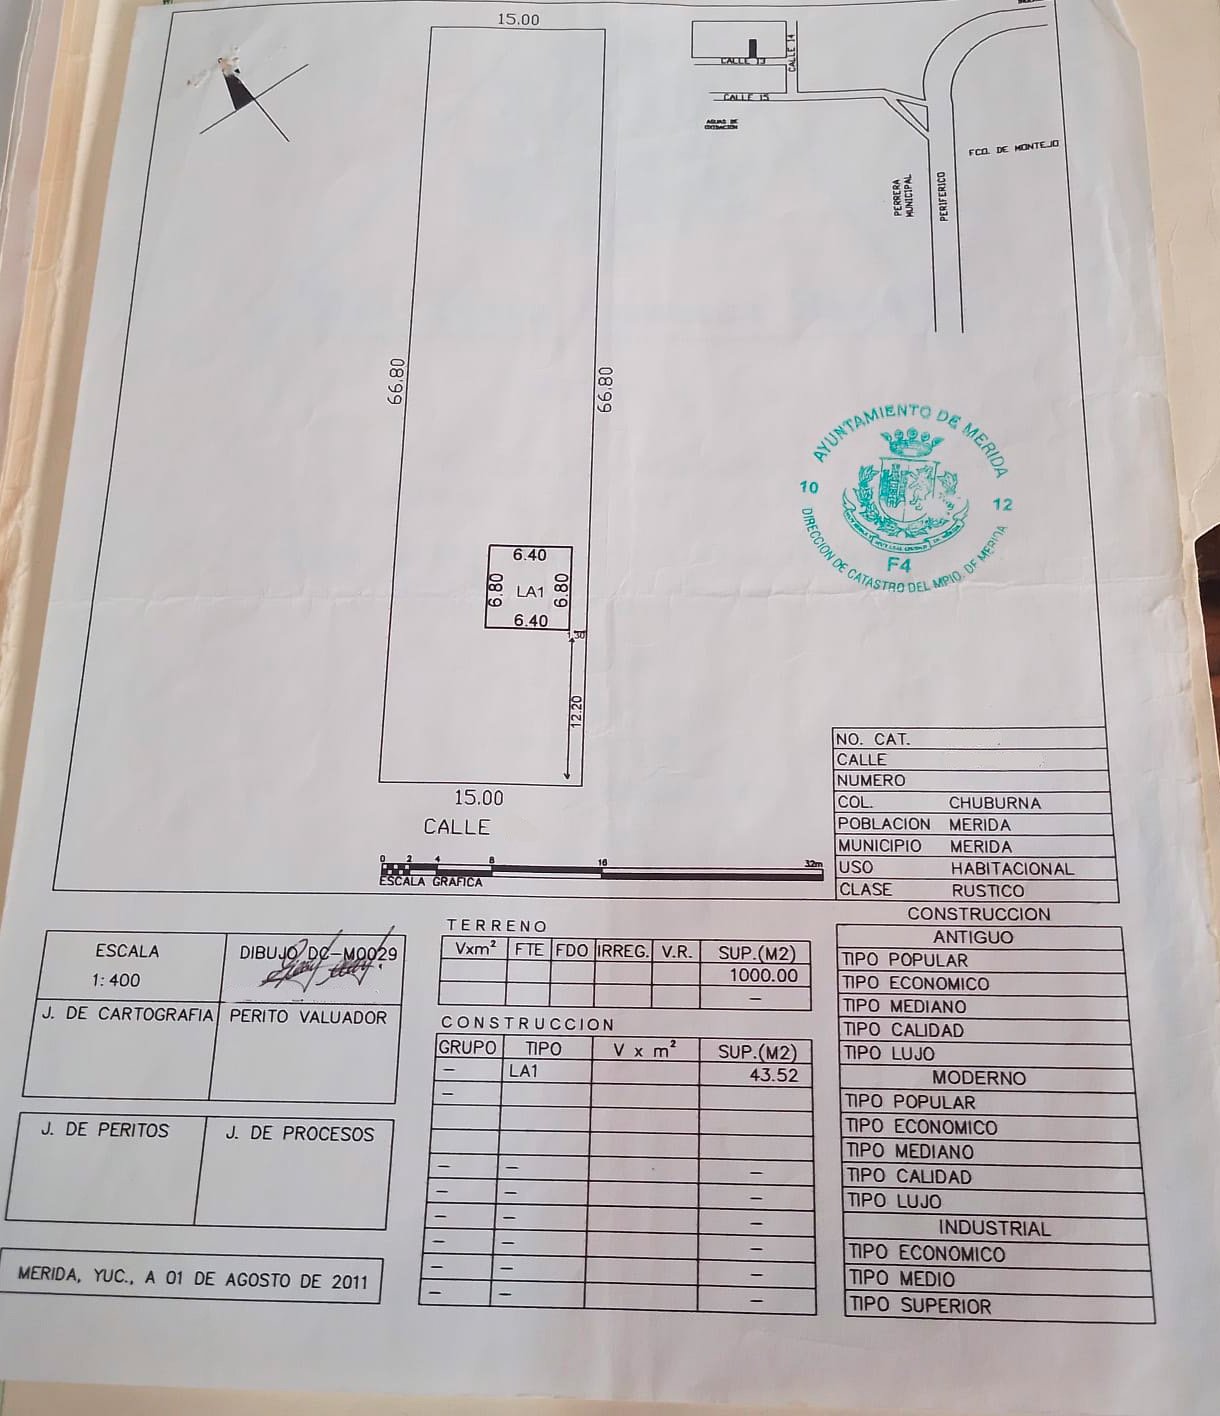 15.00
CALLE 14
CALLE 13
CALLE 15
AGUAS DE
OXIDACION
FCO. DE MONTEJO
PERRERA
MUNICIPAL
PERIFERICO
66.80
66.80
AYUNTAMIENTO DE MERIDA
10
12
F4
DIRECCION DE CATASTRO DEL MPIO. DE MERIDA
6.40
6.80
LA1
6.80
6.40
1.30
12.20
15.00
CALLE
0 2 4 8 16 32m
ESCALA GRAFICA
NO. CAT.
CALLE
NUMERO
COL. CHUBURNA
POBLACION MERIDA
MUNICIPIO MERIDA
USO HABITACIONAL
CLASE RUSTICO
CONSTRUCCION
ANTIGUO
TIPO POPULAR
TIPO ECONOMICO
TIPO MEDIANO
TIPO CALIDAD
TIPO LUJO
MODERNO
TIPO POPULAR
TIPO ECONOMICO
TIPO MEDIANO
TIPO CALIDAD
TIPO LUJO
INDUSTRIAL
TIPO ECONOMICO
TIPO MEDIO
TIPO SUPERIOR
TERRENO
Vxm² FTE FDO IRREG. V.R. SUP.(M2)
1000.00
–
CONSTRUCCION
GRUPO TIPO V x m² SUP.(M2)
– LA1 43.52
–
– – –
– – –
– – –
– – –
– – –
– – –
ESCALA
1:400
DIBUJO DC-M0029
J. DE CARTOGRAFIA
PERITO VALUADOR
J. DE PERITOS
J. DE PROCESOS
MERIDA, YUC., A 01 DE AGOSTO DE 2011